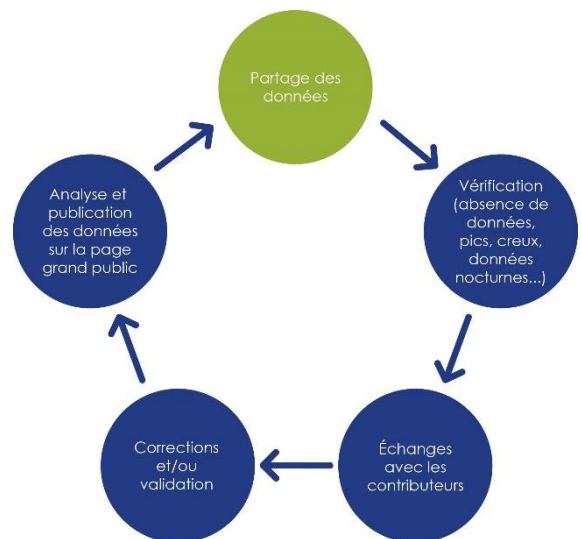 Partage des
données
Vérification
(absence de
données,
pics, creux,
données
nocturnes...)
Échanges
avec les
contributeurs
Corrections
et/ou
validation
Analyse et
publication
des données
sur la page
grand public